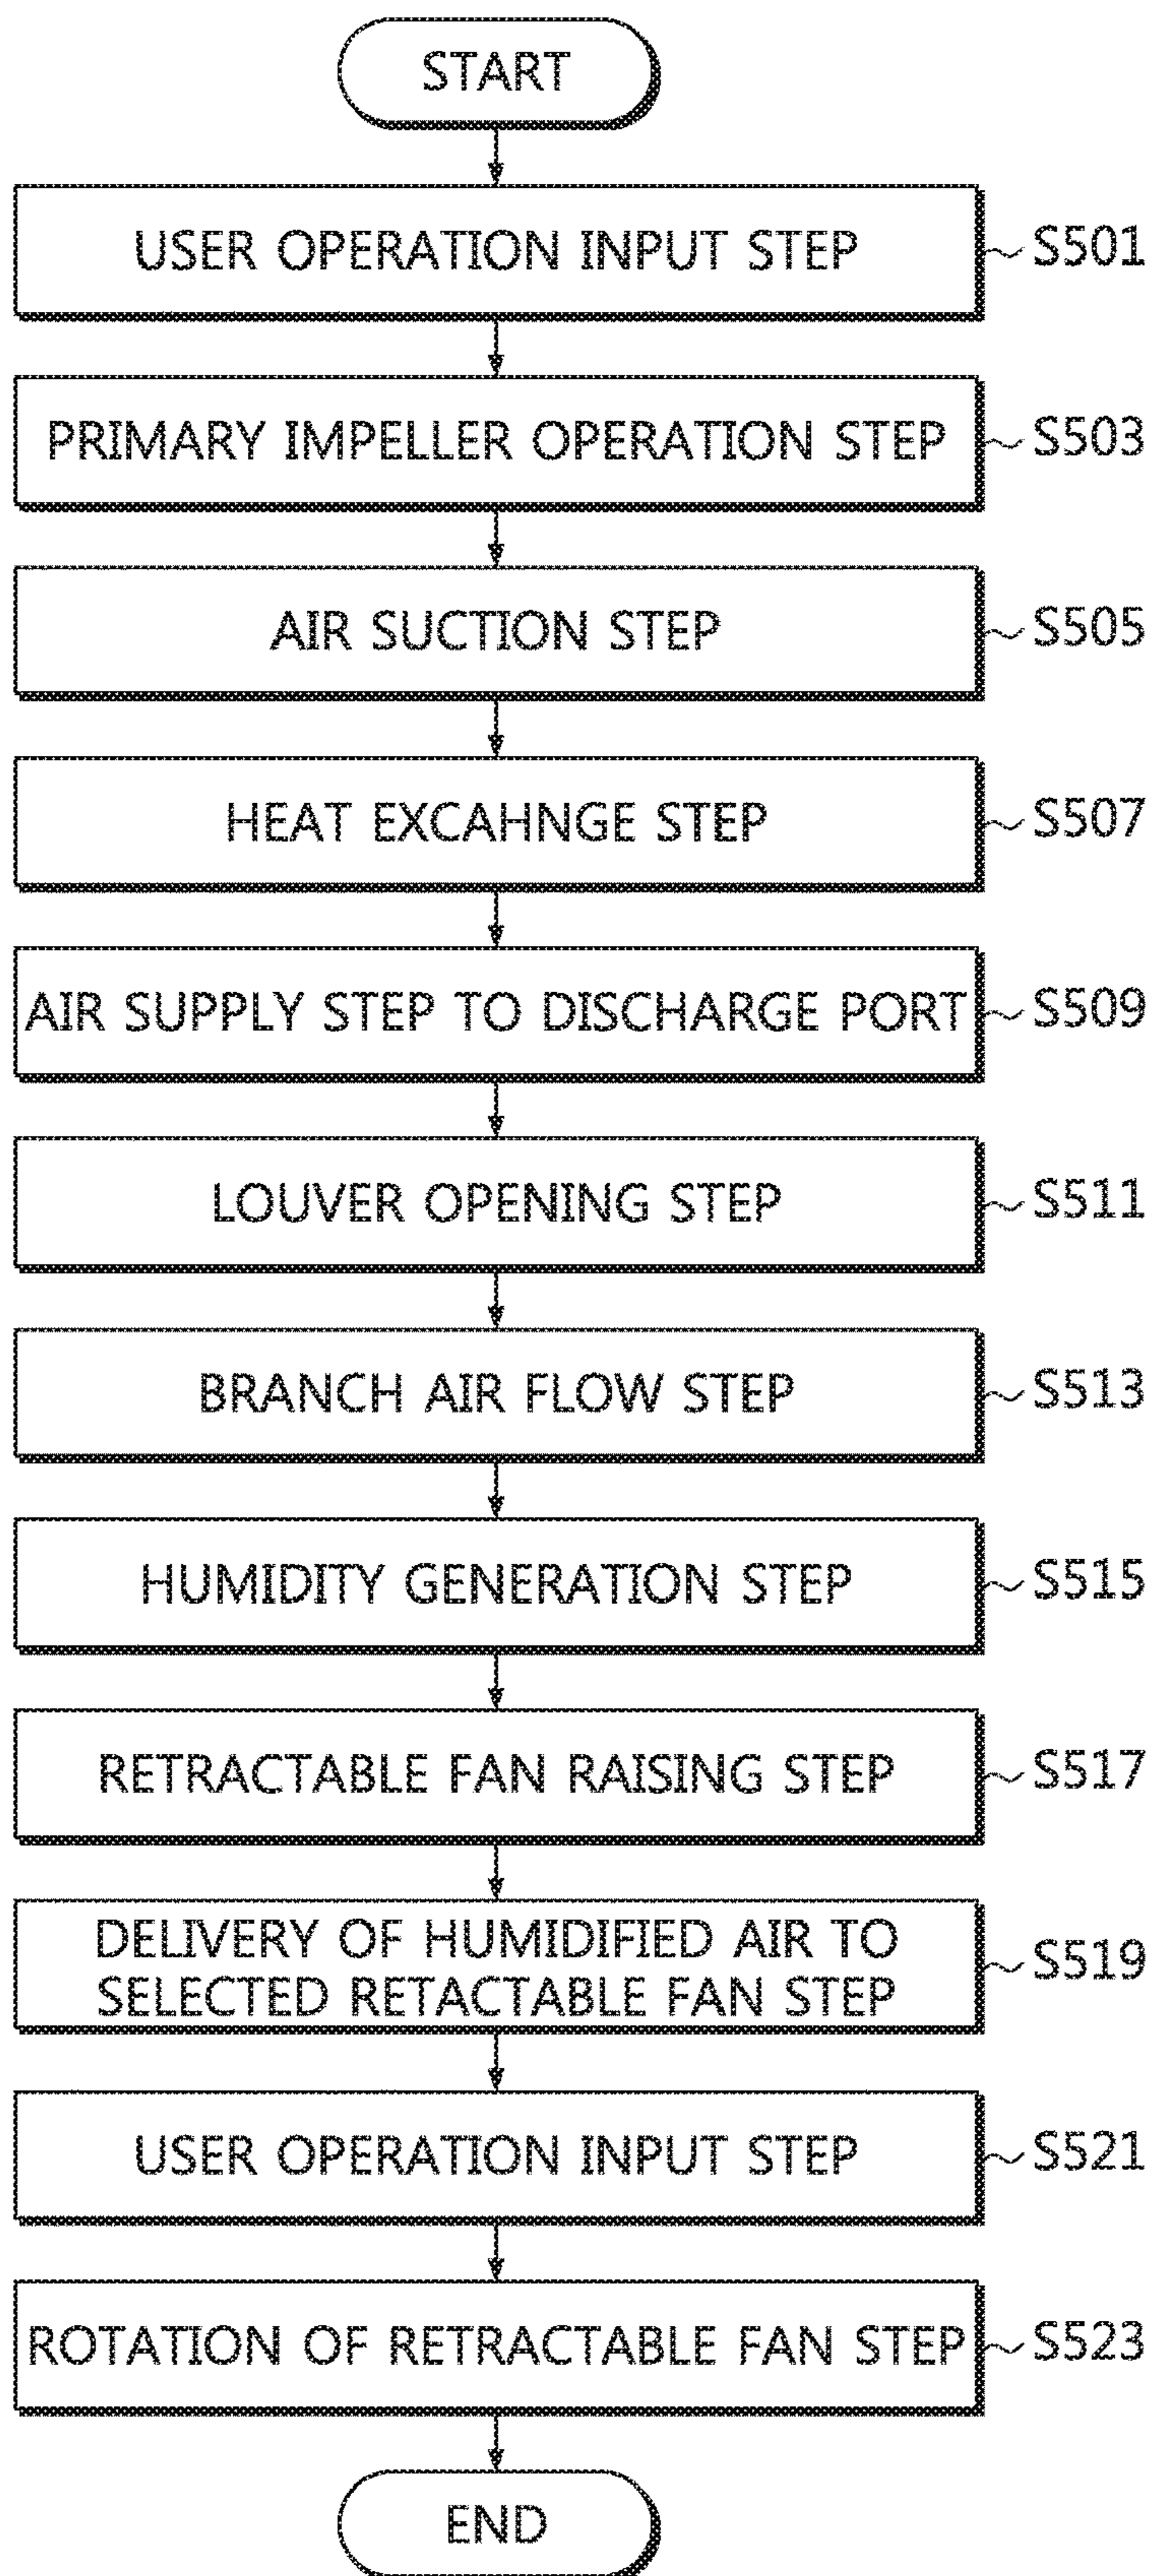 START
USER OPERATION INPUT STEP
S501
PRIMARY IMPELLER OPERATION STEP
S503
AIR SUCTION STEP
S505
HEAT EXCAHNGE STEP
S507
AIR SUPPLY STEP TO DISCHARGE PORT
S509
LOUVER OPENING STEP
S511
BRANCH AIR FLOW STEP
S513
HUMIDITY GENERATION STEP
S515
RETRACTABLE FAN RAISING STEP
S517
DELIVERY OF HUMIDIFIED AIR TO
SELECTED RETACTABLE FAN STEP
S519
USER OPERATION INPUT STEP
S521
ROTATION OF RETRACTABLE FAN STEP
S523
END